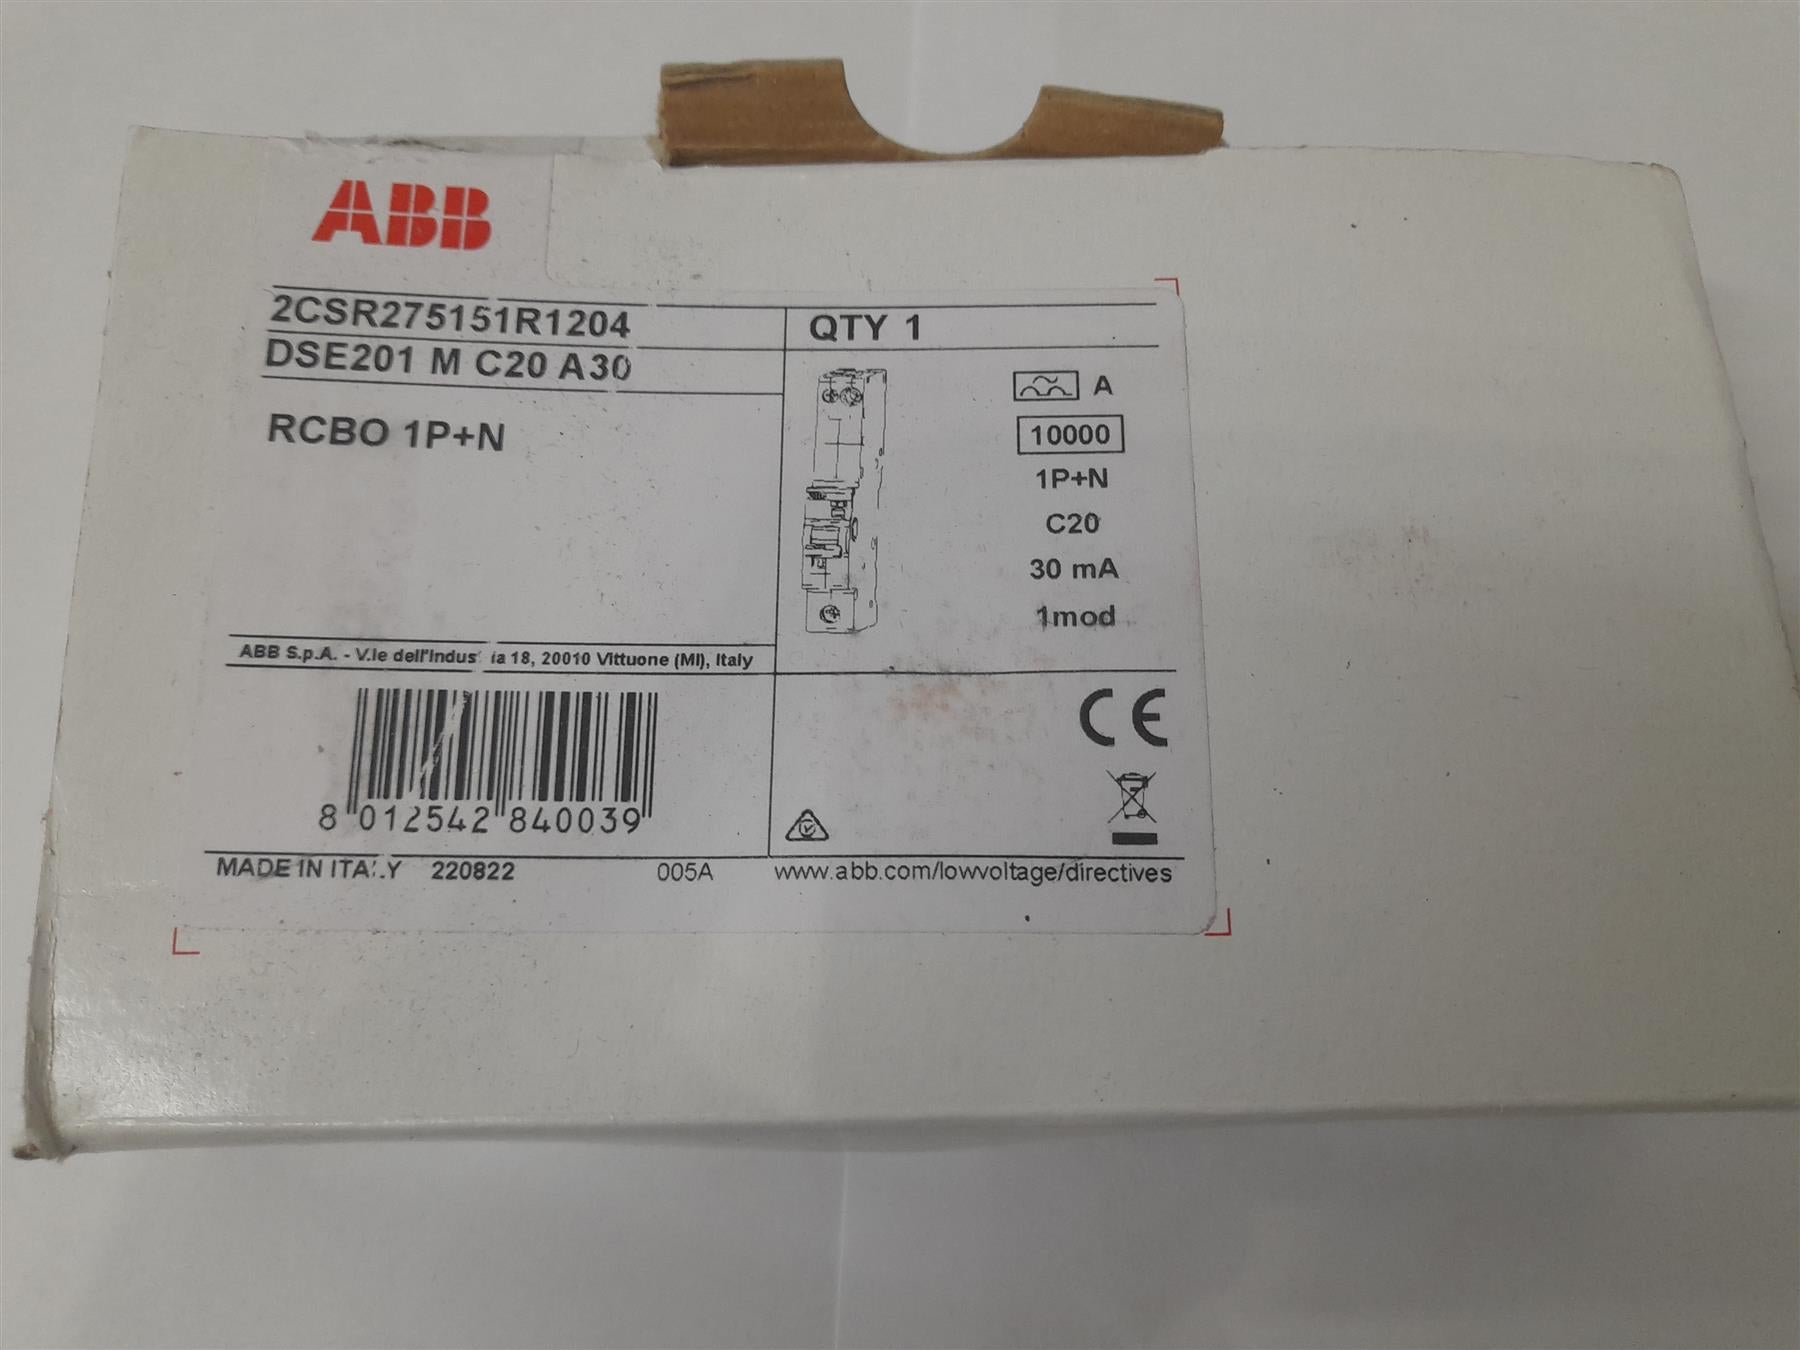 ABB
2CSR275151R1204
DSE201 M C20 A30
RCBO 1P+N
QTY 1
A
10000
1P+N
C20
30 mA
1mod
ABB S.p.A. - V.le dell'Indus ia 18, 20010 Vittuone (MI), Italy
8 012542 840039
CE
MADE IN ITALY 220822 005A www.abb.com/lowvoltage/directives